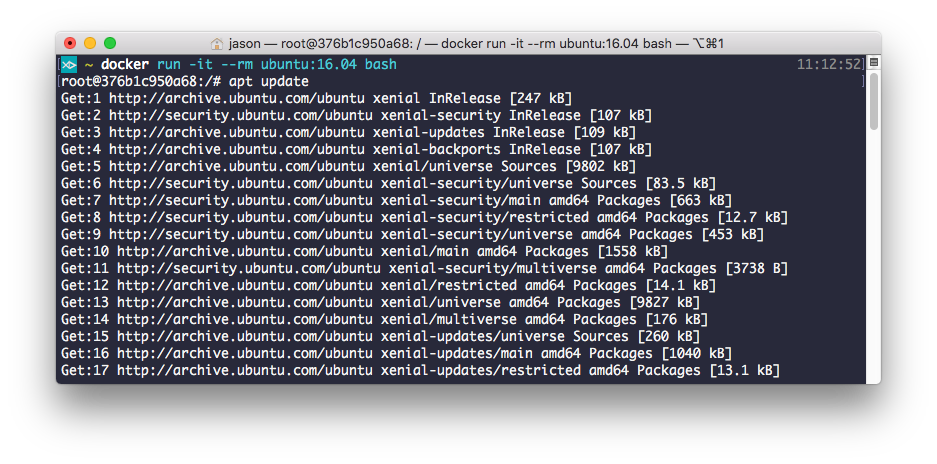 jason — root@376b1c950a68: / — docker run -it --rm ubuntu:16.04 bash — ⌥⌘1
~ docker run -it --rm ubuntu:16.04 bash 11:12:52
root@376b1c950a68:/# apt update
Get:1 http://archive.ubuntu.com/ubuntu xenial InRelease [247 kB]
Get:2 http://security.ubuntu.com/ubuntu xenial-security InRelease [107 kB]
Get:3 http://archive.ubuntu.com/ubuntu xenial-updates InRelease [109 kB]
Get:4 http://archive.ubuntu.com/ubuntu xenial-backports InRelease [107 kB]
Get:5 http://archive.ubuntu.com/ubuntu xenial/universe Sources [9802 kB]
Get:6 http://security.ubuntu.com/ubuntu xenial-security/universe Sources [83.5 kB]
Get:7 http://security.ubuntu.com/ubuntu xenial-security/main amd64 Packages [663 kB]
Get:8 http://security.ubuntu.com/ubuntu xenial-security/restricted amd64 Packages [12.7 kB]
Get:9 http://security.ubuntu.com/ubuntu xenial-security/universe amd64 Packages [453 kB]
Get:10 http://archive.ubuntu.com/ubuntu xenial/main amd64 Packages [1558 kB]
Get:11 http://security.ubuntu.com/ubuntu xenial-security/multiverse amd64 Packages [3738 B]
Get:12 http://archive.ubuntu.com/ubuntu xenial/restricted amd64 Packages [14.1 kB]
Get:13 http://archive.ubuntu.com/ubuntu xenial/universe amd64 Packages [9827 kB]
Get:14 http://archive.ubuntu.com/ubuntu xenial/multiverse amd64 Packages [176 kB]
Get:15 http://archive.ubuntu.com/ubuntu xenial-updates/universe Sources [260 kB]
Get:16 http://archive.ubuntu.com/ubuntu xenial-updates/main amd64 Packages [1040 kB]
Get:17 http://archive.ubuntu.com/ubuntu xenial-updates/restricted amd64 Packages [13.1 kB]